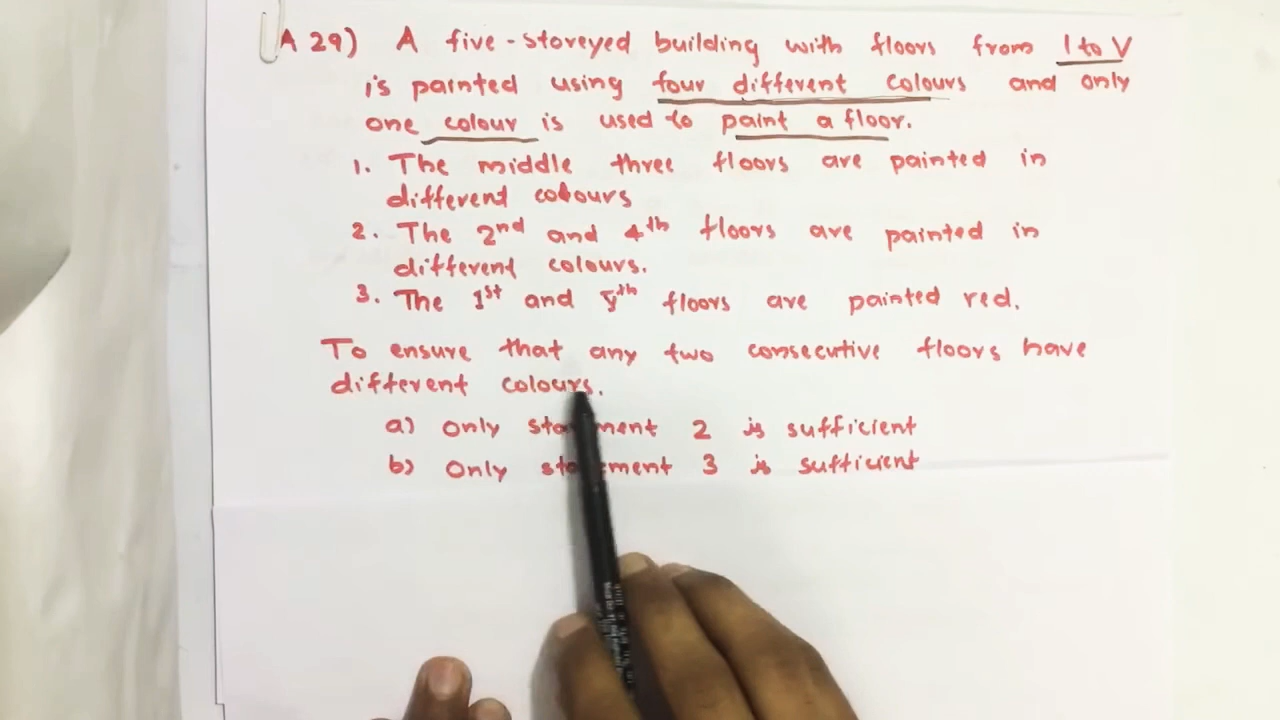 A 29) A five-storeyed building with floors from I to V
is painted using four different colours and only
one colour is used to paint a floor.
1. The middle three floors are painted in
different colours
2. The 2nd and 4th floors are painted in
different colours.
3. The 1st and 5th floors are painted red.
To ensure that any two consecutive floors have
different colours.
a) only statement 2 is sufficient
b) only statement 3 is sufficient